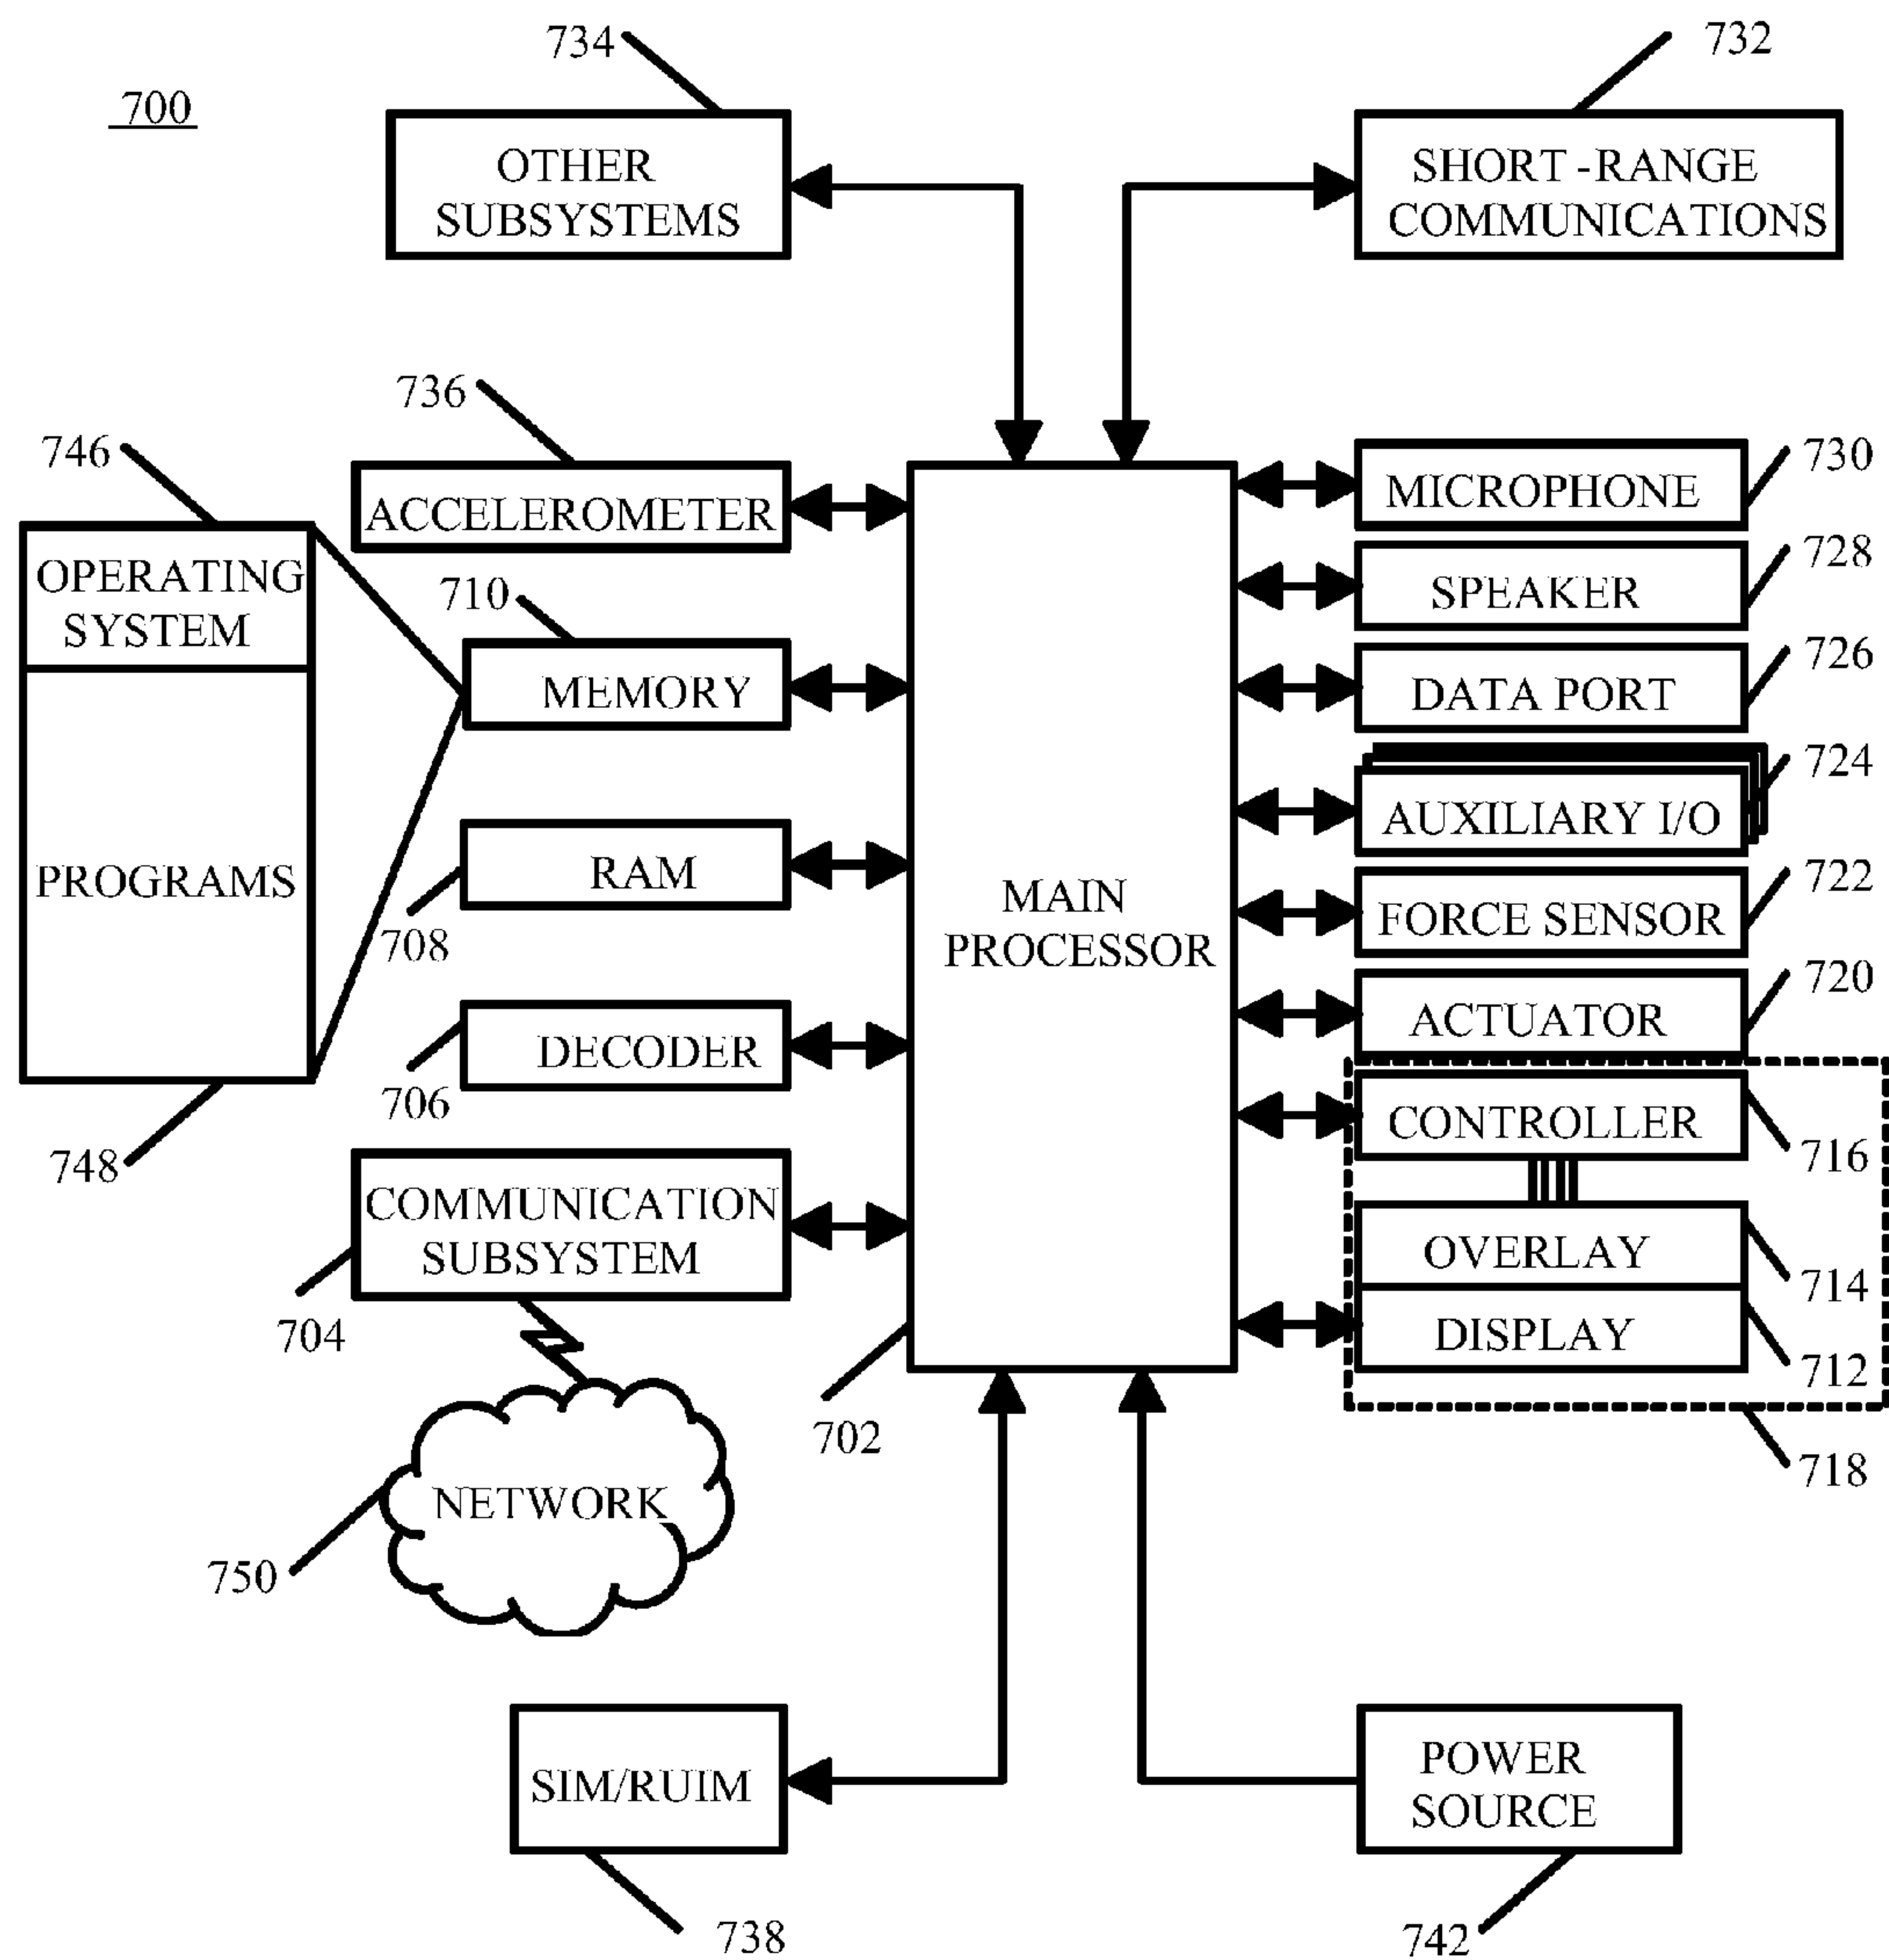 734
732
700
OTHER
SUBSYSTEMS
SHORT -RANGE
COMMUNICATIONS
736
746
ACCELEROMETER
OPERATING
SYSTEM
710
MEMORY
PROGRAMS
RAM
708
DECODER
706
748
COMMUNICATION
SUBSYSTEM
704
NETWORK
750
MAIN
PROCESSOR
702
MICROPHONE
730
SPEAKER
728
DATA PORT
726
AUXILIARY I/O
724
FORCE SENSOR
722
ACTUATOR
720
CONTROLLER
716
OVERLAY
714
DISPLAY
712
718
SIM/RUIM
738
POWER
SOURCE
742